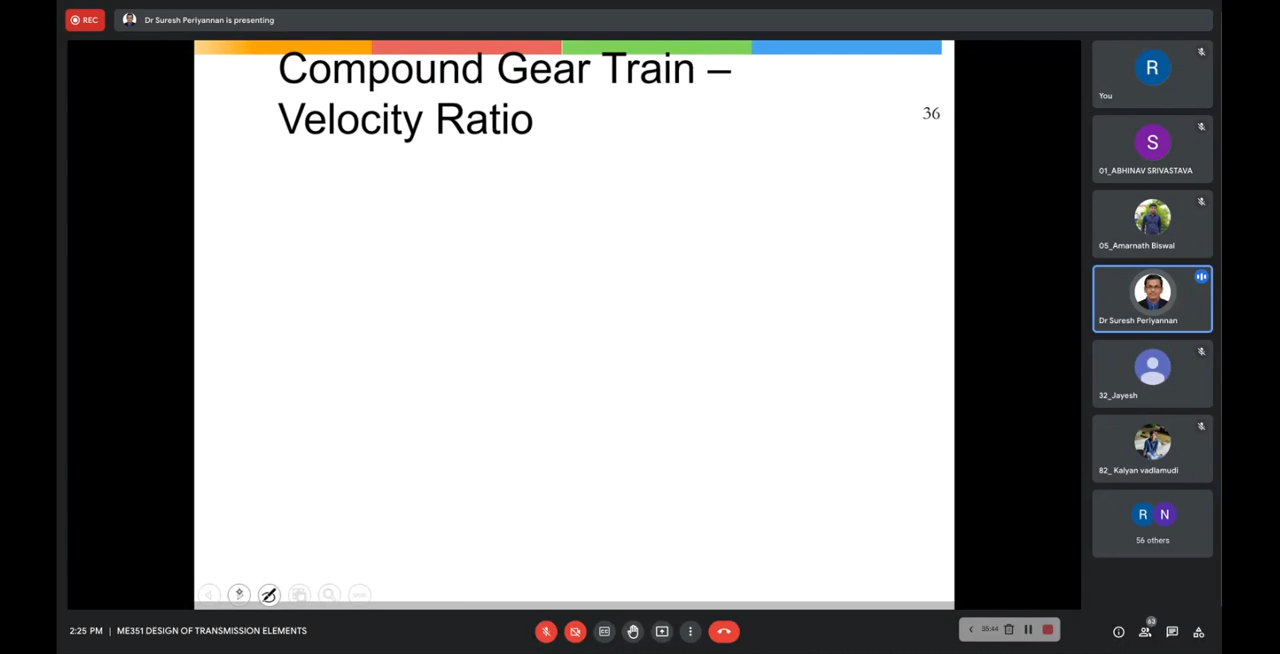 REC
Dr Suresh Periyannan is presenting
Compound Gear Train –
Velocity Ratio
36
R
You
S
01_ABHINAV SRIVASTAVA
05_Amarnath Biswal
Dr Suresh Periyannan
32_Jayesh
82_ Kalyan vadlamudi
R N
56 others
2:25 PM | ME351 DESIGN OF TRANSMISSION ELEMENTS
35:44
63